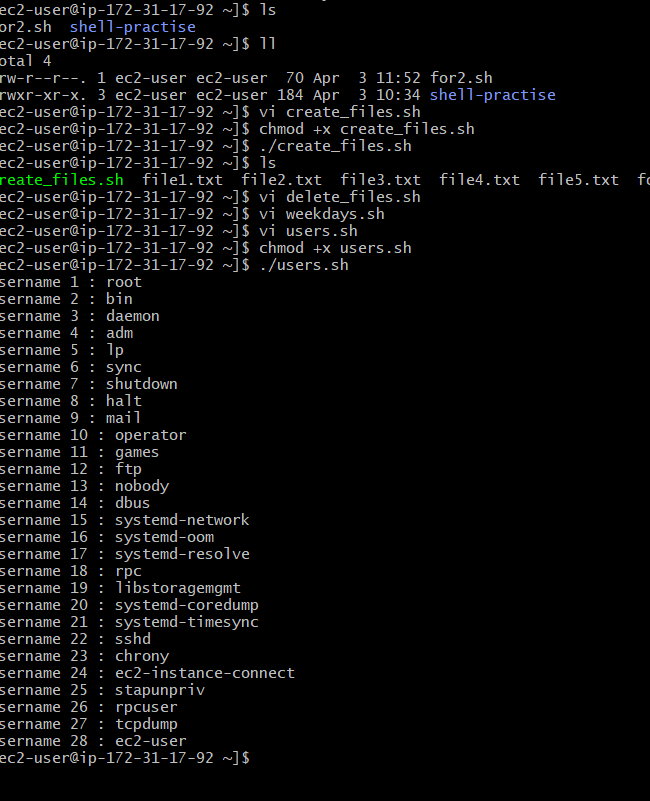 ec2-user@ip-172-31-17-92 ~]$ ls
or2.sh  shell-practise
ec2-user@ip-172-31-17-92 ~]$ ll
otal 4
rw-r--r--. 1 ec2-user ec2-user  70 Apr  3 11:52 for2.sh
rwxr-xr-x. 3 ec2-user ec2-user 184 Apr  3 10:34 shell-practise
ec2-user@ip-172-31-17-92 ~]$ vi create_files.sh
ec2-user@ip-172-31-17-92 ~]$ chmod +x create_files.sh
ec2-user@ip-172-31-17-92 ~]$ ./create_files.sh
ec2-user@ip-172-31-17-92 ~]$ ls
reate_files.sh  file1.txt  file2.txt  file3.txt  file4.txt  file5.txt  fo
ec2-user@ip-172-31-17-92 ~]$ vi delete_files.sh
ec2-user@ip-172-31-17-92 ~]$ vi weekdays.sh
ec2-user@ip-172-31-17-92 ~]$ vi users.sh
ec2-user@ip-172-31-17-92 ~]$ chmod +x users.sh
ec2-user@ip-172-31-17-92 ~]$ ./users.sh
sername 1 : root
sername 2 : bin
sername 3 : daemon
sername 4 : adm
sername 5 : lp
sername 6 : sync
sername 7 : shutdown
sername 8 : halt
sername 9 : mail
sername 10 : operator
sername 11 : games
sername 12 : ftp
sername 13 : nobody
sername 14 : dbus
sername 15 : systemd-network
sername 16 : systemd-oom
sername 17 : systemd-resolve
sername 18 : rpc
sername 19 : libstoragemgmt
sername 20 : systemd-coredump
sername 21 : systemd-timesync
sername 22 : sshd
sername 23 : chrony
sername 24 : ec2-instance-connect
sername 25 : stapunpriv
sername 26 : rpcuser
sername 27 : tcpdump
sername 28 : ec2-user
ec2-user@ip-172-31-17-92 ~]$